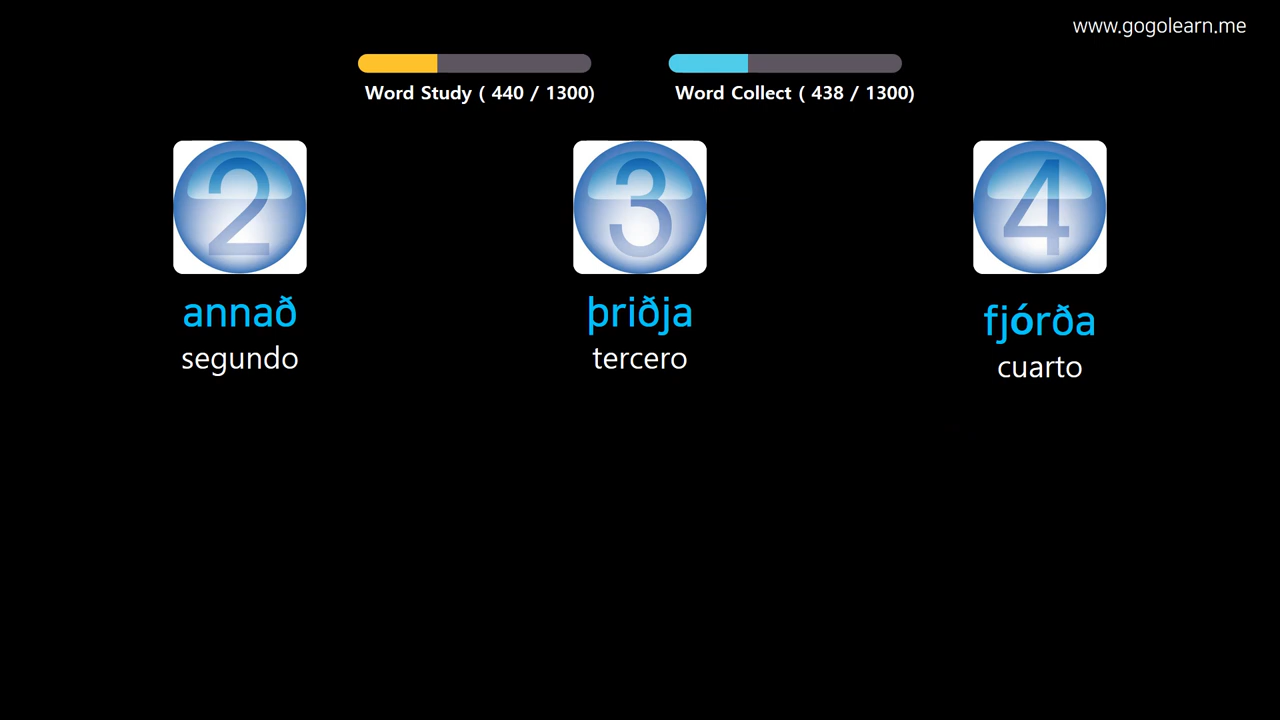 www.gogolearn.me
Word Study ( 440 / 1300)
Word Collect ( 438 / 1300)
2
3
4
annað
þriðja
fjórða
segundo
tercero
cuarto